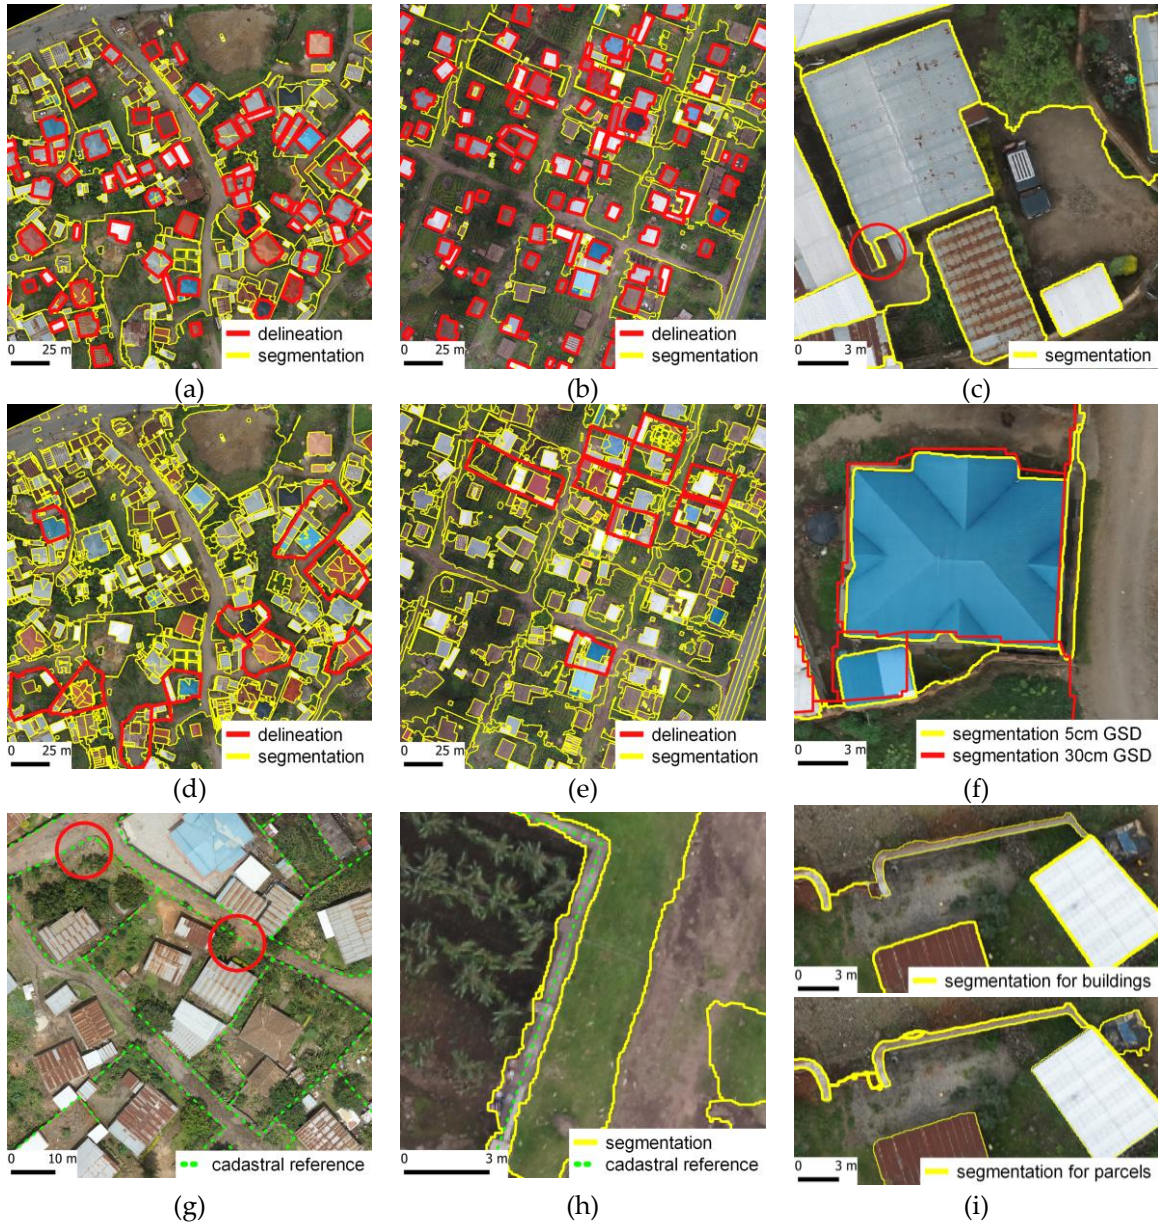 delineation
segmentation
0 25 m
(a)
delineation
segmentation
0 25 m
(b)
segmentation
0 3 m
(c)
delineation
segmentation
0 25 m
(d)
delineation
segmentation
0 25 m
(e)
segmentation 5cm GSD
segmentation 30cm GSD
0 3 m
(f)
cadastral reference
0 10 m
(g)
segmentation
cadastral reference
0 3 m
(h)
segmentation for buildings
0 3 m
segmentation for parcels
0 3 m
(i)